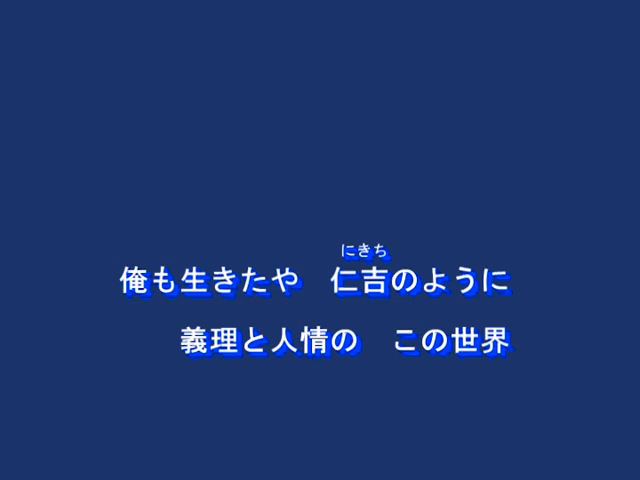 にきち
俺も生きたや　仁吉のように
義理と人情の　この世界